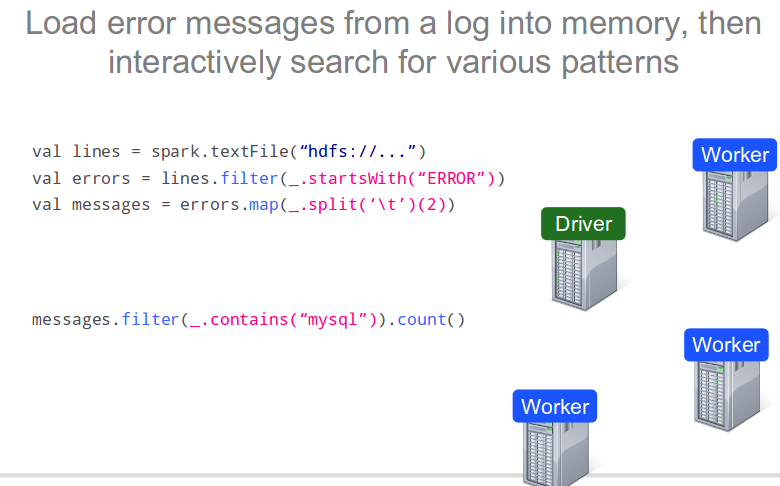 Load error messages from a log into memory, then
interactively search for various patterns
val lines = spark.textFile(“hdfs://...”)
val errors = lines.filter(_.startsWith(“ERROR”))
val messages = errors.map(_.split(‘\t’)(2))
messages.filter(_.contains(“mysql”)).count()
Worker
Driver
Worker
Worker